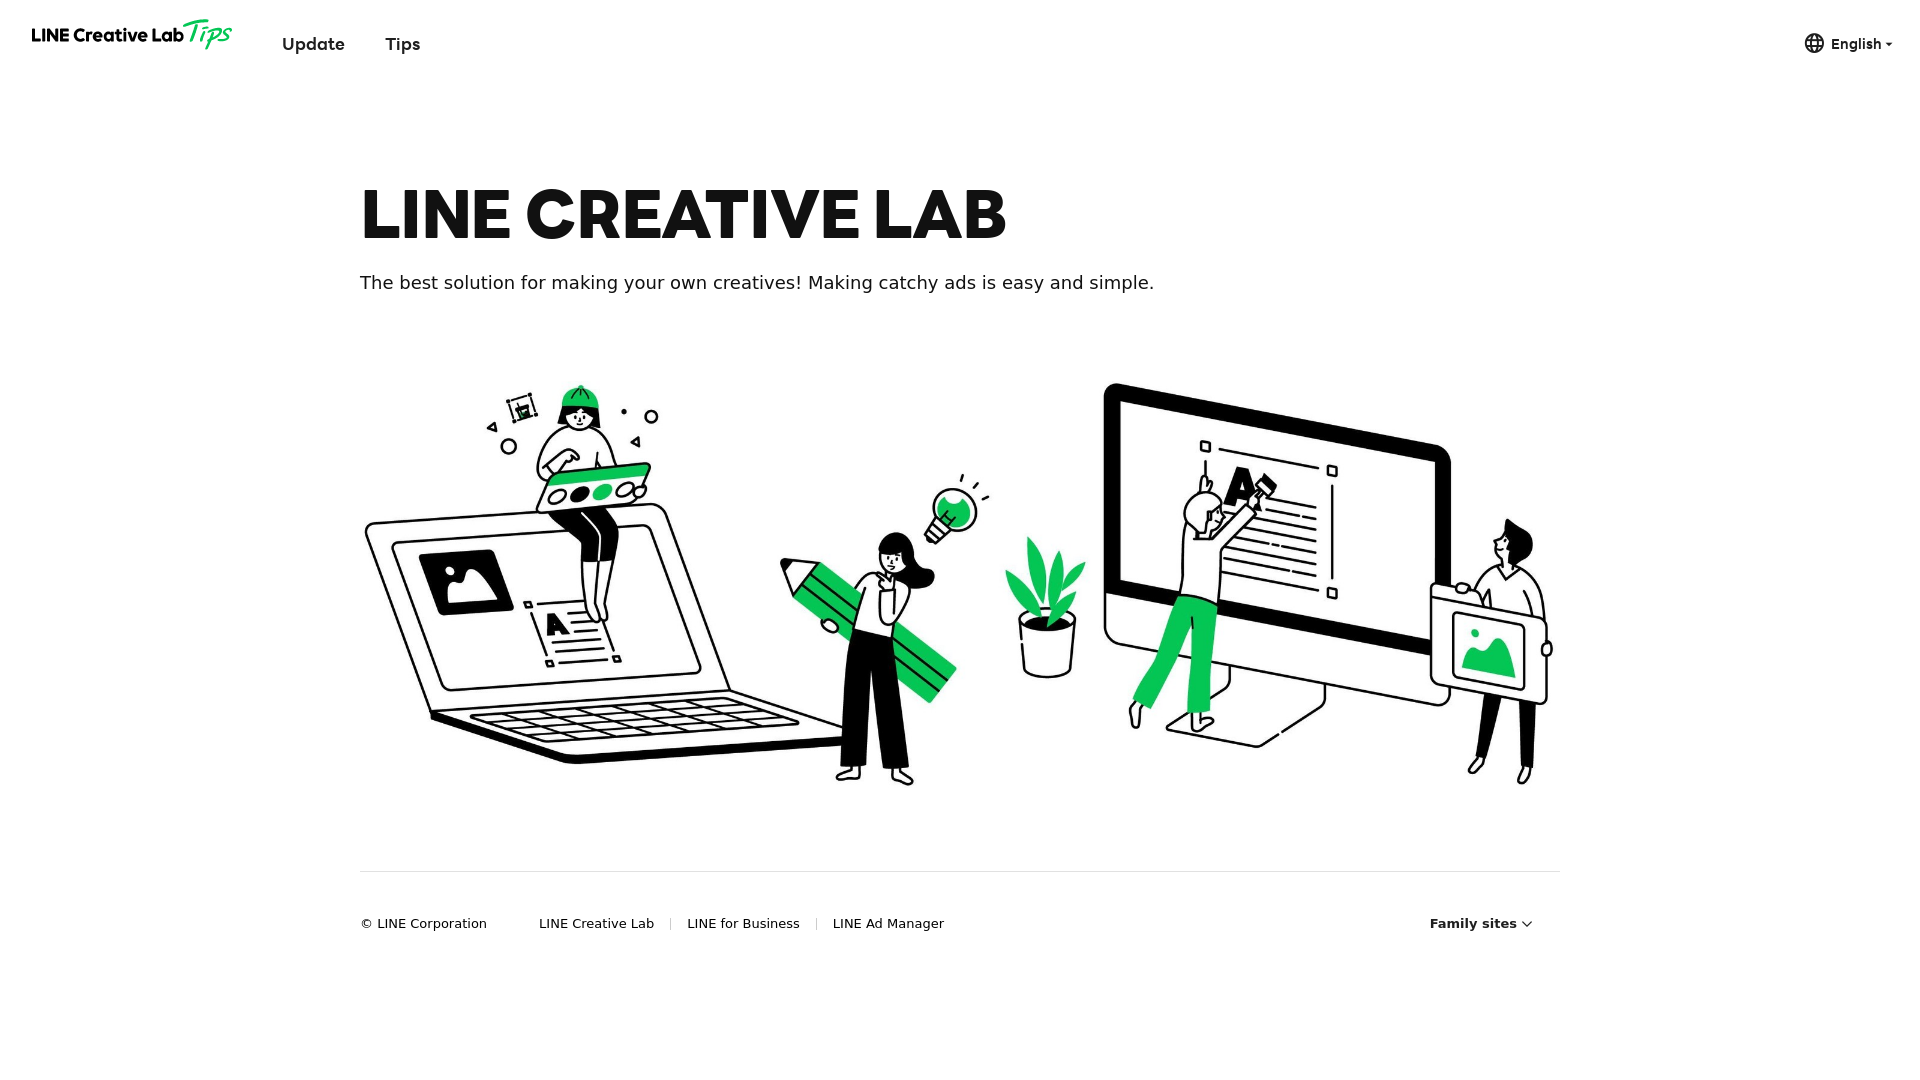 LINE Creative Lab Tips
Update
Tips
English
LINE CREATIVE LAB
The best solution for making your own creatives! Making catchy ads is easy and simple.
A
A
© LINE Corporation
LINE Creative Lab
LINE for Business
LINE Ad Manager
Family sites